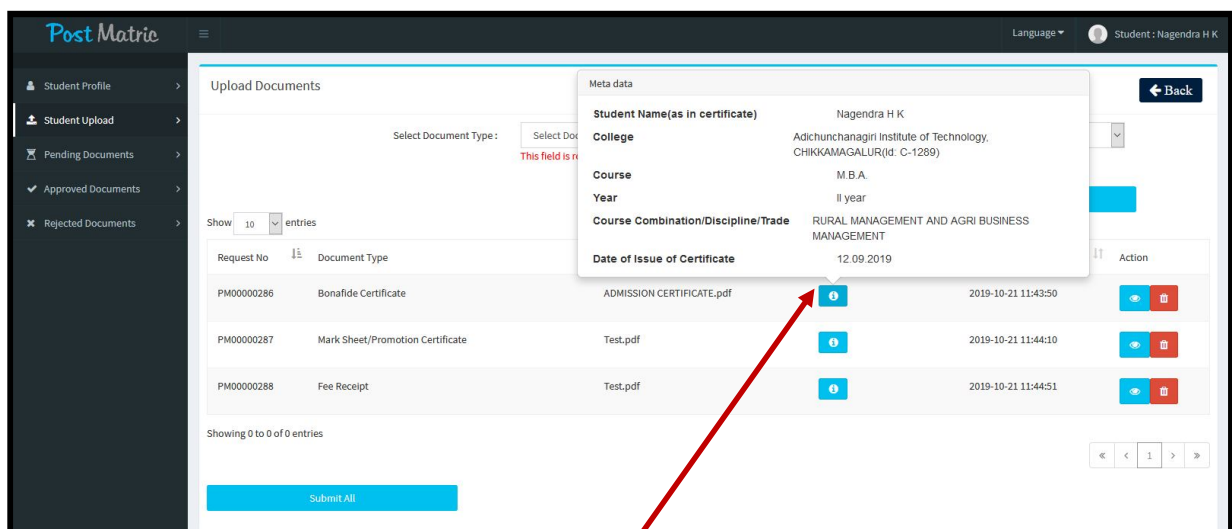 Post Matric
Language
Student : Nagendra H K
Student Profile
Student Upload
Pending Documents
Approved Documents
Rejected Documents
Upload Documents
Back
Select Document Type :
Select Doc
This field is re
Meta data
Student Name(as in certificate) Nagendra H K
College Adichunchanagiri Institute of Technology,
CHIKKAMAGALUR(Id: C-1289)
Course M.B.A.
Year II year
Course Combination/Discipline/Trade RURAL MANAGEMENT AND AGRI BUSINESS
MANAGEMENT
Date of Issue of Certificate 12.09.2019
Show 10 entries
Request No Document Type Action
PM00000286 Bonafide Certificate ADMISSION CERTIFICATE.pdf 2019-10-21 11:43:50
PM00000287 Mark Sheet/Promotion Certificate Test.pdf 2019-10-21 11:44:10
PM00000288 Fee Receipt Test.pdf 2019-10-21 11:44:51
Showing 0 to 0 of 0 entries
« < 1 > »
Submit All